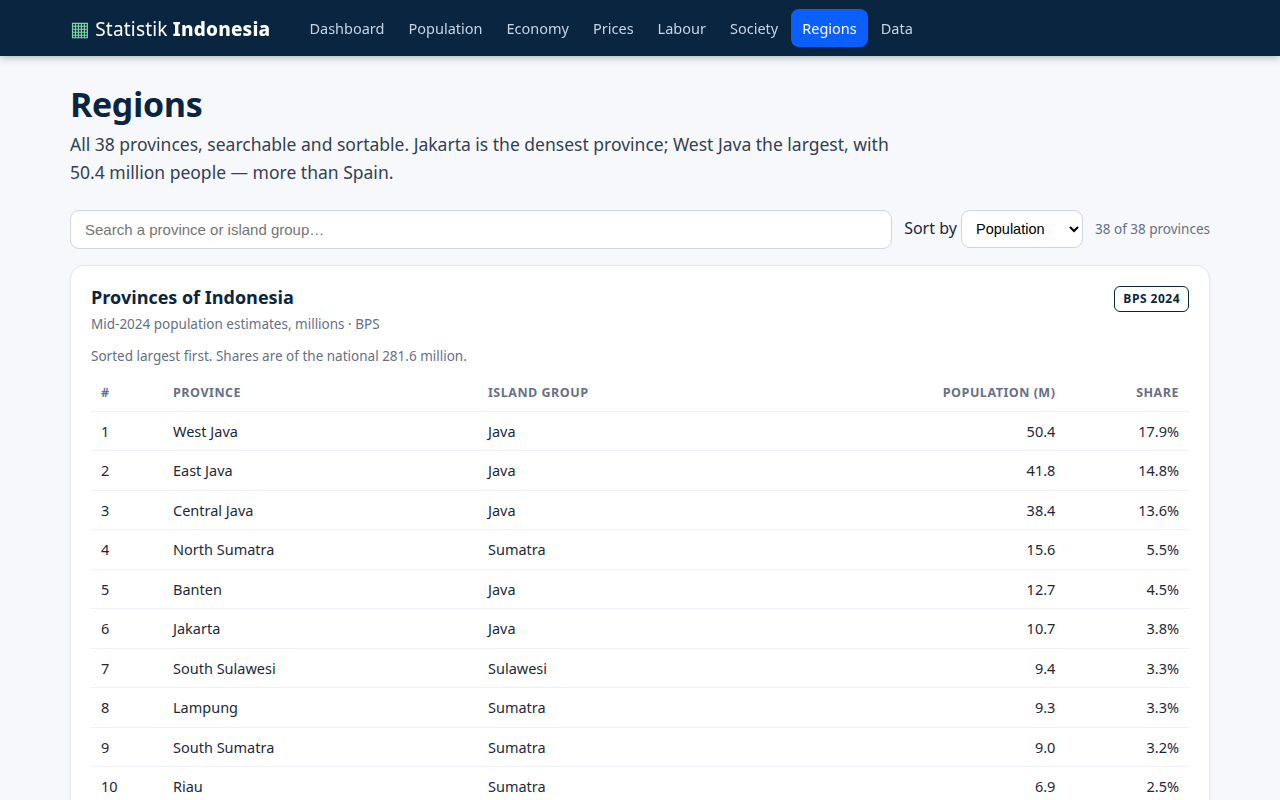 Statistik Indonesia
Dashboard Population Economy Prices Labour Society Regions Data
Regions
All 38 provinces, searchable and sortable. Jakarta is the densest province; West Java the largest, with
50.4 million people — more than Spain.
Search a province or island group… Sort by Population 38 of 38 provinces
Provinces of Indonesia BPS 2024
Mid-2024 population estimates, millions · BPS
Sorted largest first. Shares are of the national 281.6 million.
# PROVINCE ISLAND GROUP POPULATION (M) SHARE
1 West Java Java 50.4 17.9%
2 East Java Java 41.8 14.8%
3 Central Java Java 38.4 13.6%
4 North Sumatra Sumatra 15.6 5.5%
5 Banten Java 12.7 4.5%
6 Jakarta Java 10.7 3.8%
7 South Sulawesi Sulawesi 9.4 3.3%
8 Lampung Sumatra 9.3 3.3%
9 South Sumatra Sumatra 9.0 3.2%
10 Riau Sumatra 6.9 2.5%